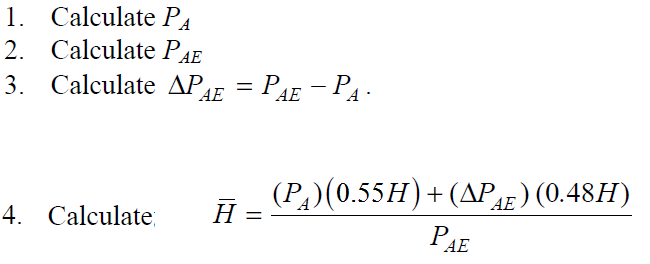 1. Calculate P_A
2. Calculate P_AE
3. Calculate ΔP_AE = P_AE − P_A .
4. Calculate; H̅ = ((P_A)(0.55H) + (ΔP_AE)(0.48H)) / P_AE